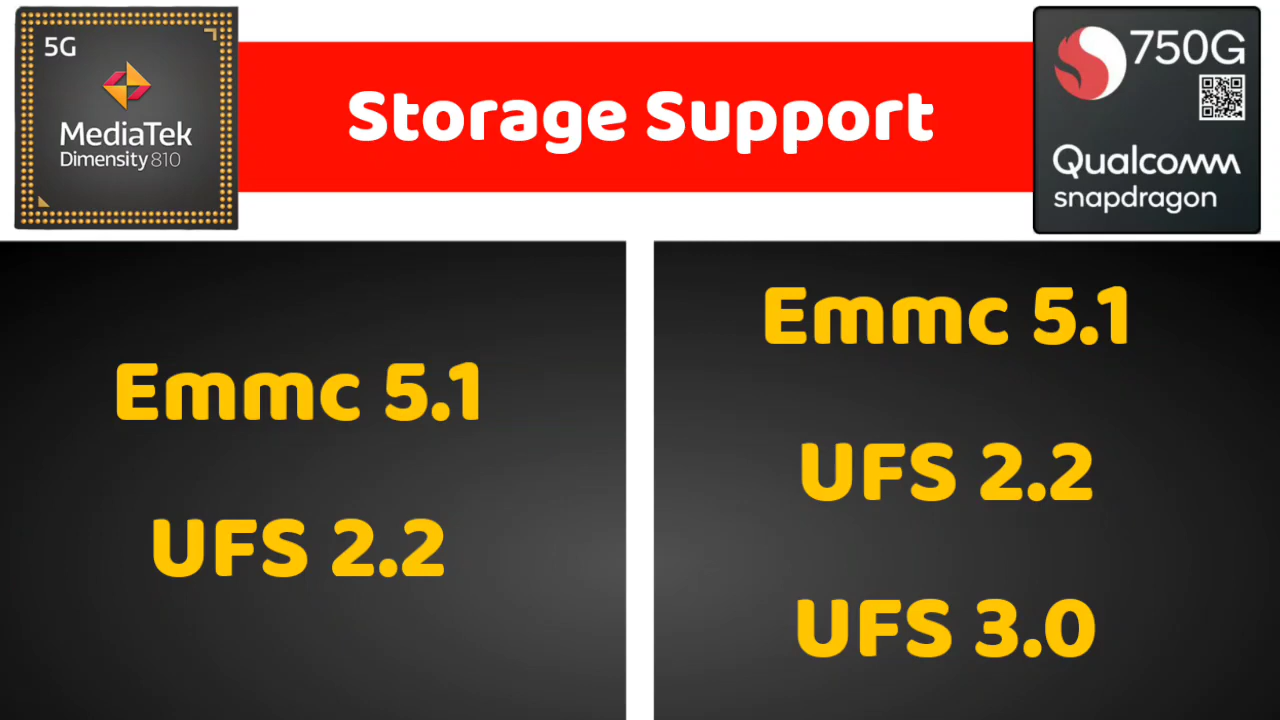 5G
MediaTek
Dimensity 810
Storage Support
750G
Qualcomm
snapdragon
Emmc 5.1
UFS 2.2
Emmc 5.1
UFS 2.2
UFS 3.0